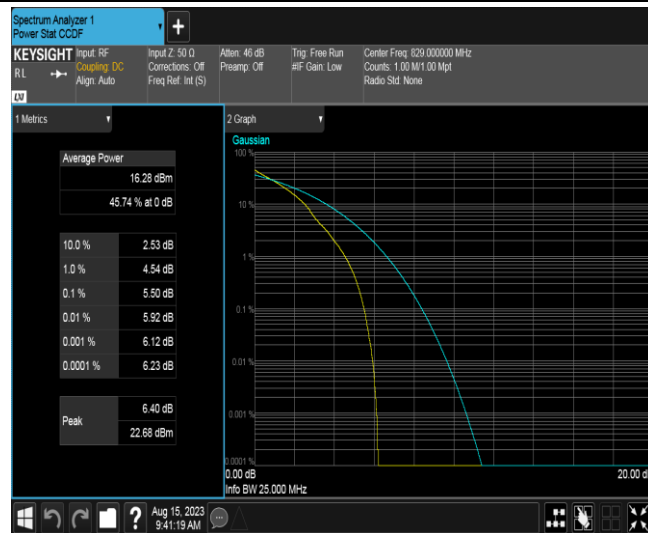 Spectrum Analyzer 1
Power Stat CCDF
+
KEYSIGHT
RL
LXI
Input: RF
Coupling: DC
Align: Auto
Input Z: 50 Ω
Corrections: Off
Freq Ref: Int (S)
Atten: 46 dB
Preamp: Off
Trig: Free Run
#IF Gain: Low
Center Freq: 829.000000 MHz
Counts: 1.00 M/1.00 Mpt
Radio Std: None
1 Metrics
Average Power
16.28 dBm
45.74 % at 0 dB
10.0 % 2.53 dB
1.0 % 4.54 dB
0.1 % 5.50 dB
0.01 % 5.92 dB
0.001 % 6.12 dB
0.0001 % 6.23 dB
Peak
6.40 dB
22.68 dBm
2 Graph
Gaussian
100 %
10 %
1 %
0.1 %
0.01 %
0.001 %
0.0001 %
0.00 dB
20.00 d
Info BW 25.000 MHz
?
Aug 15, 2023
9:41:19 AM